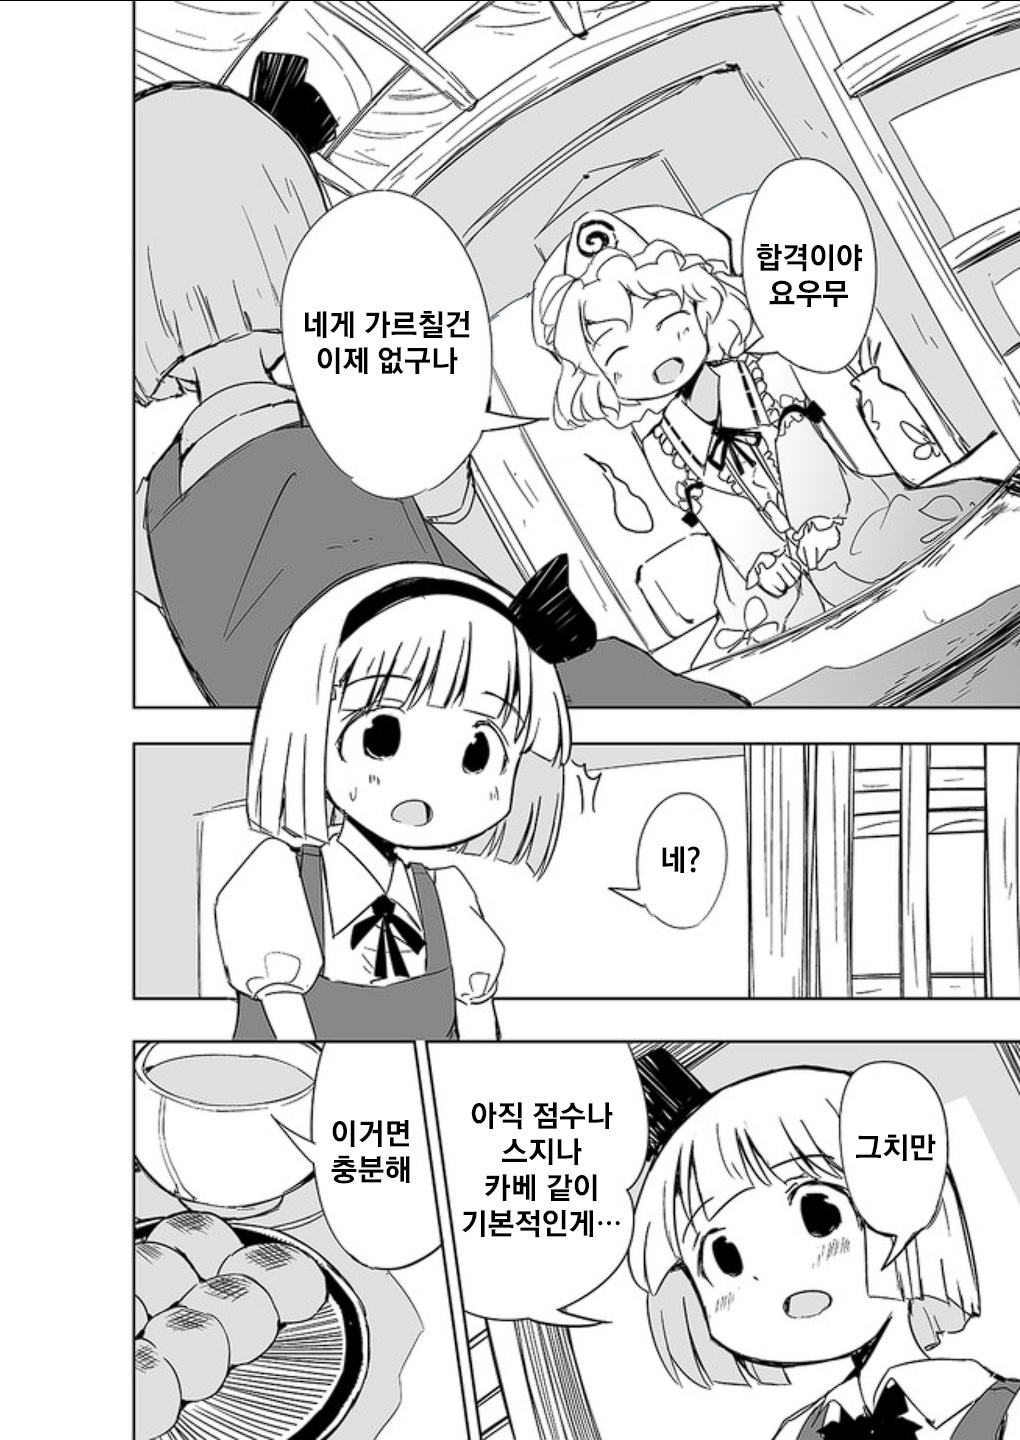 합격이야
요우무
네게 가르칠건
이제 없구나
네?
그치만
아직 점수나
스지나
카베 같이
기본적인게…
이거면
충분해